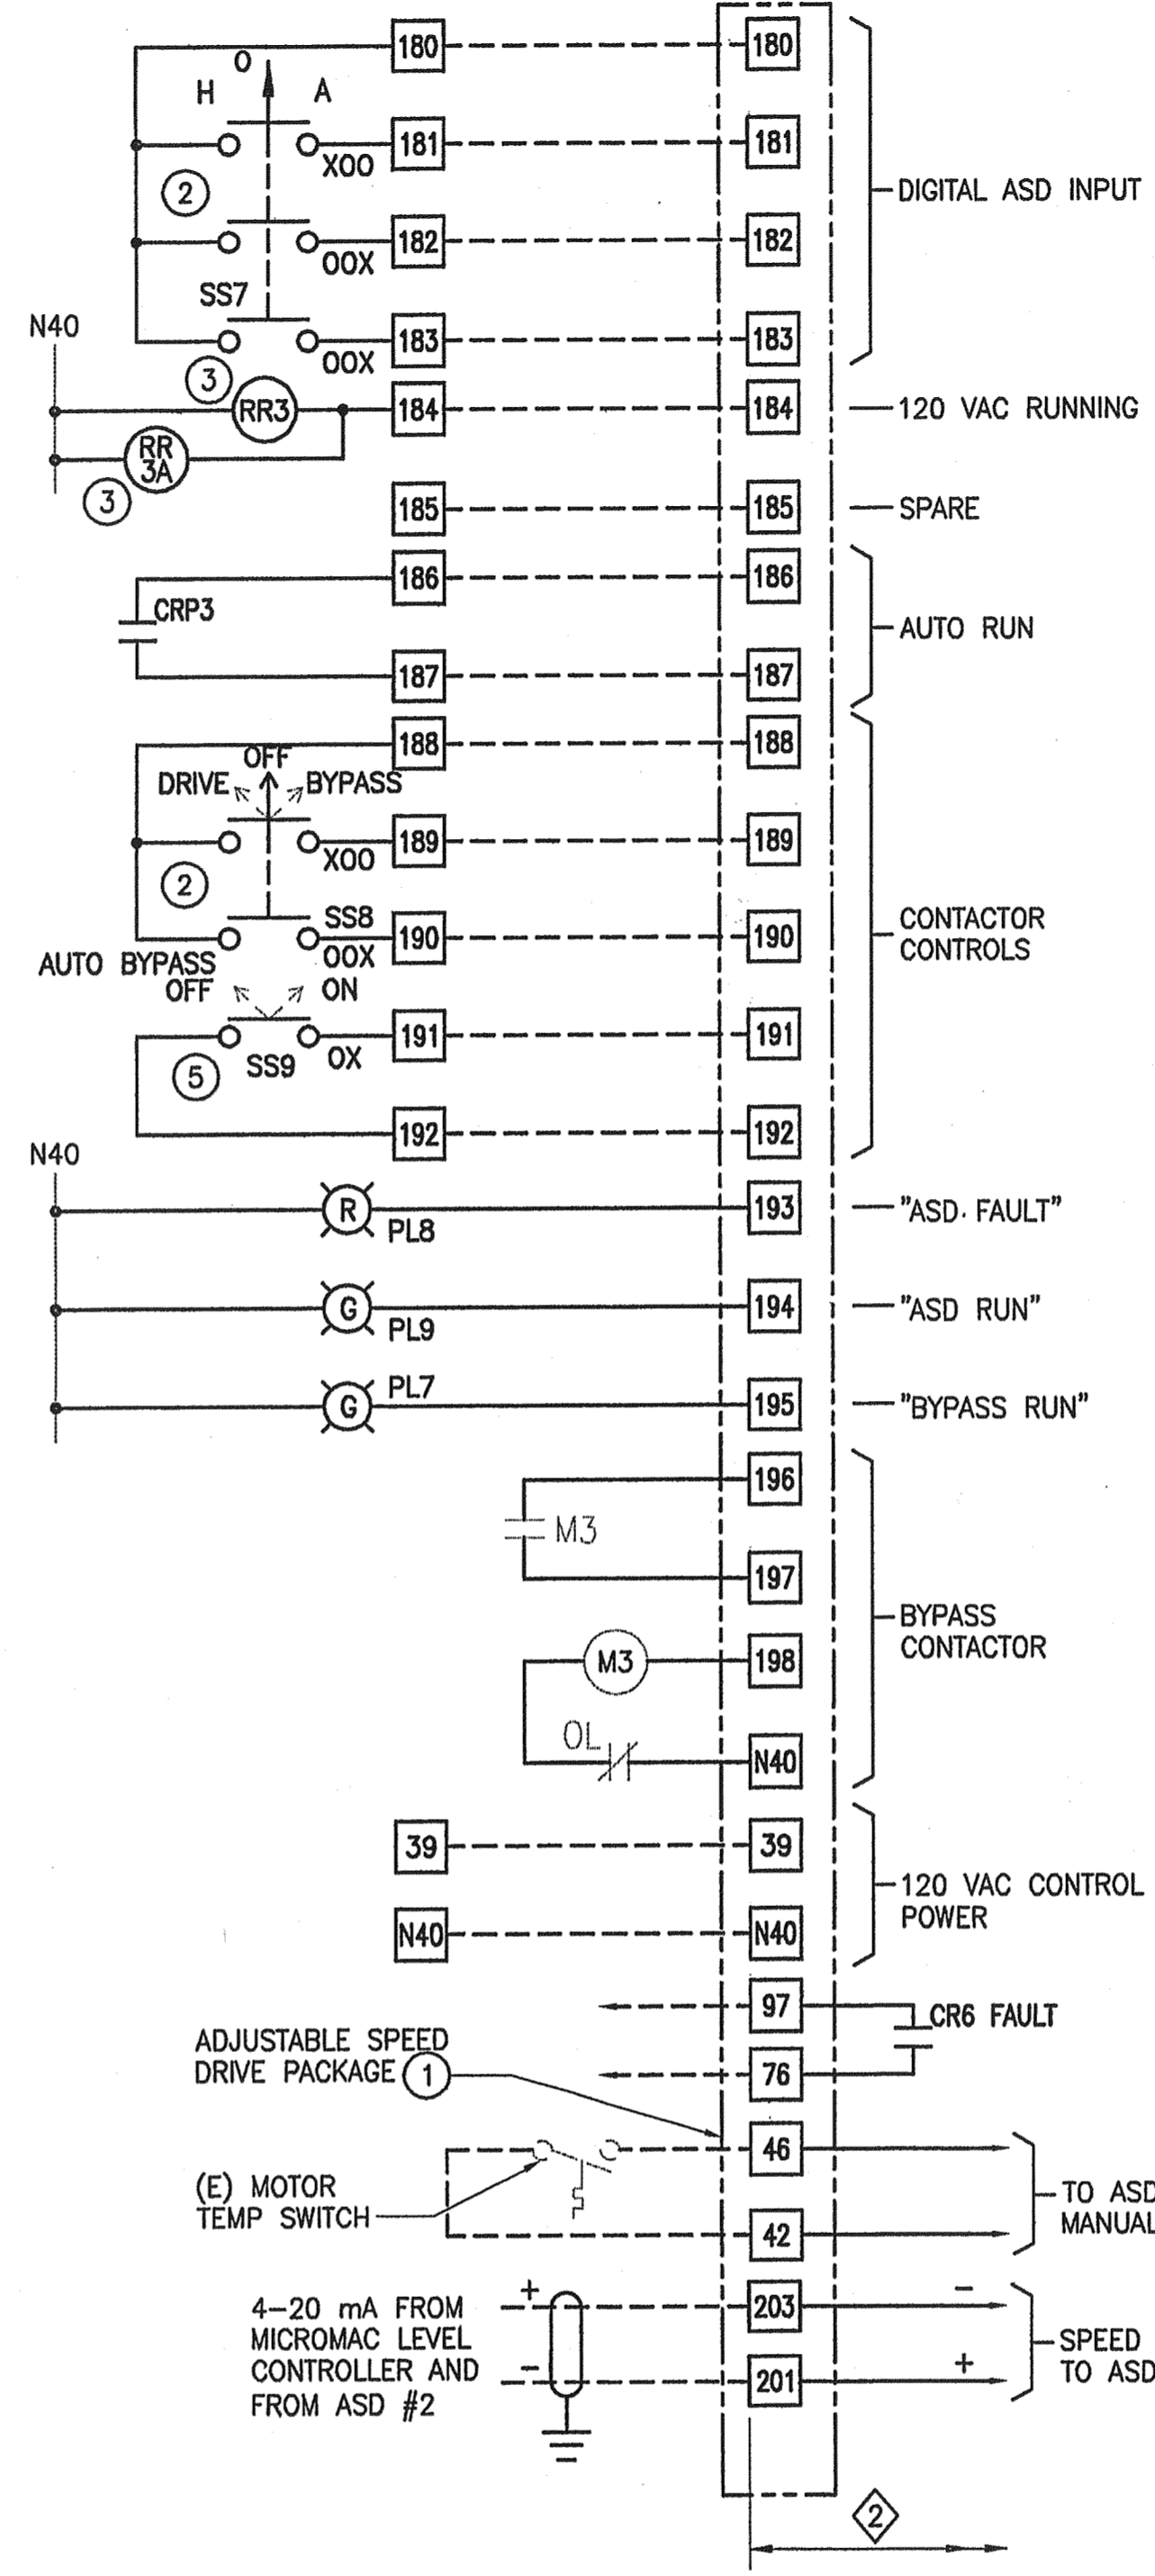 180 180
O
H A
181 181
XOO
2
DIGITAL ASD INPUT
182 182
OOX
SS7
N40
183 183
OOX
3
RR3 184 184 120 VAC RUNNING
RR
3A
3
185 185 SPARE
186 186
CRP3
AUTO RUN
187 187
188 188
OFF
DRIVE BYPASS
189 189
XOO
2
SS8
190 190
CONTACTOR
CONTROLS
OOX
AUTO BYPASS
OFF ON
191 191
OX
SS9
5
192 192
N40
R 193 "ASD FAULT"
PL8
G 194 "ASD RUN"
PL9
PL7
G 195 "BYPASS RUN"
196
M3
197
BYPASS
CONTACTOR
M3 198
OL
N40
39 39
120 VAC CONTROL
POWER
N40 N40
97
CR6 FAULT
ADJUSTABLE SPEED
DRIVE PACKAGE 1
76
46
(E) MOTOR
TEMP SWITCH
TO ASD
MANUAL
42
+ 203 -
4-20 mA FROM
MICROMAC LEVEL
CONTROLLER AND
FROM ASD #2
SPEED
TO ASD
- 201 +
2